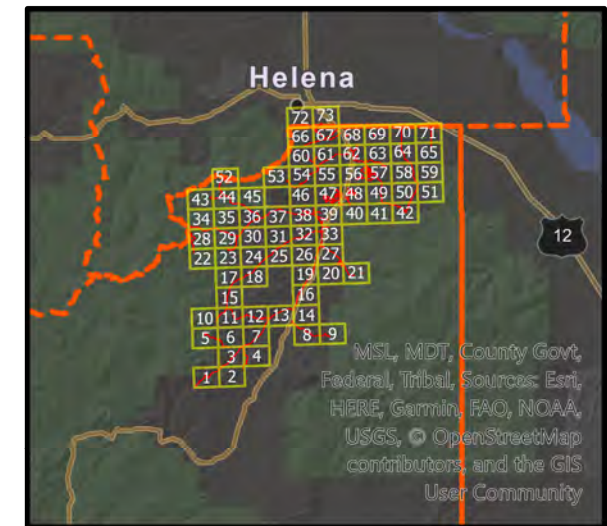 Helena
72 73
66 67 68 69 70 71
60 61 62 63 64 65
52 53 54 55 56 57 58 59
43 44 45 46 47 48 49 50 51
34 35 36 37 38 39 40 41 42
28 29 30 31 32 33
12
22 23 24 25 26 27
17 18 19 20 21
15 16
10 11 12 13 14
5 6 7 8 9
3 4
1 2
MSL, MDT, County Govt,
Federal, Tribal, Sources: Esri,
HERE, Garmin, FAO, NOAA,
USGS, © OpenStreetMap
contributors, and the GIS
User Community